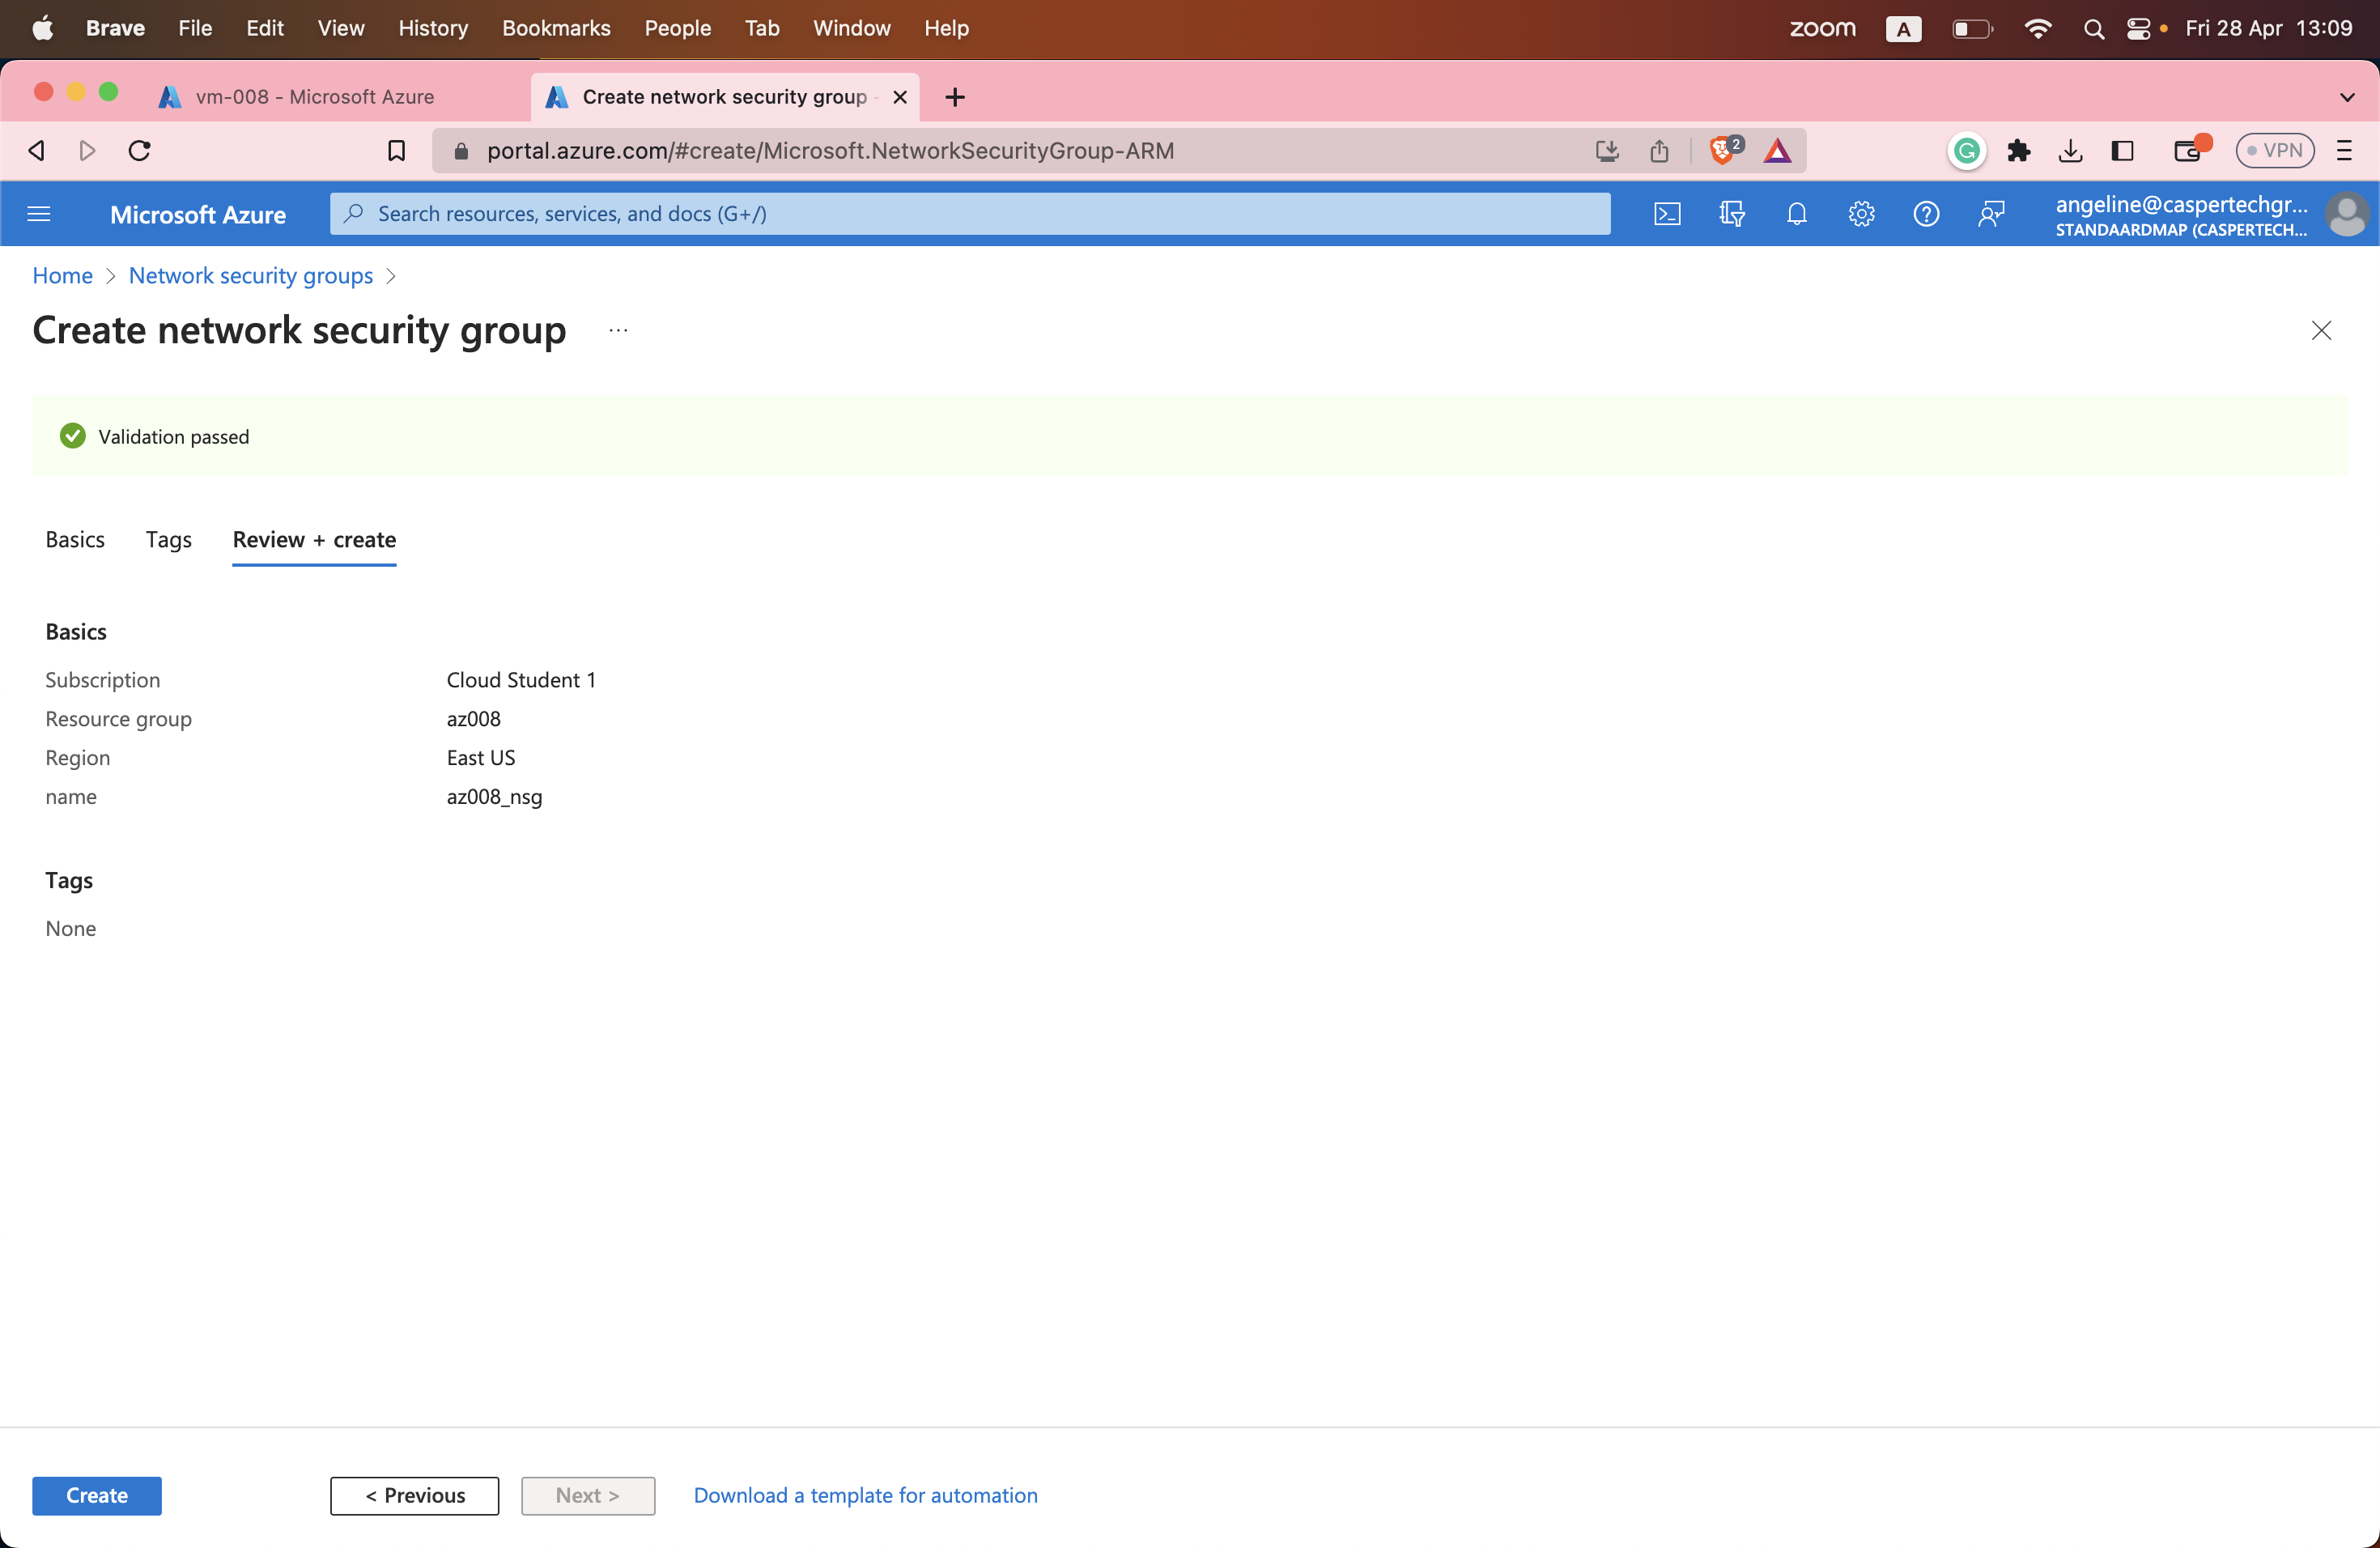 Brave File Edit View History Bookmarks People Tab Window Help zoom A Fri 28 Apr 13:09
vm-008 - Microsoft Azure Create network security group -
portal.azure.com/#create/Microsoft.NetworkSecurityGroup-ARM 2 G VPN
Microsoft Azure Search resources, services, and docs (G+/) angeline@caspertechgr...
STANDAARDMAP (CASPERTECH...
Home > Network security groups >
Create network security group ...
Validation passed
Basics Tags Review + create
Basics
Subscription Cloud Student 1
Resource group az008
Region East US
name az008_nsg
Tags
None
Create < Previous Next > Download a template for automation